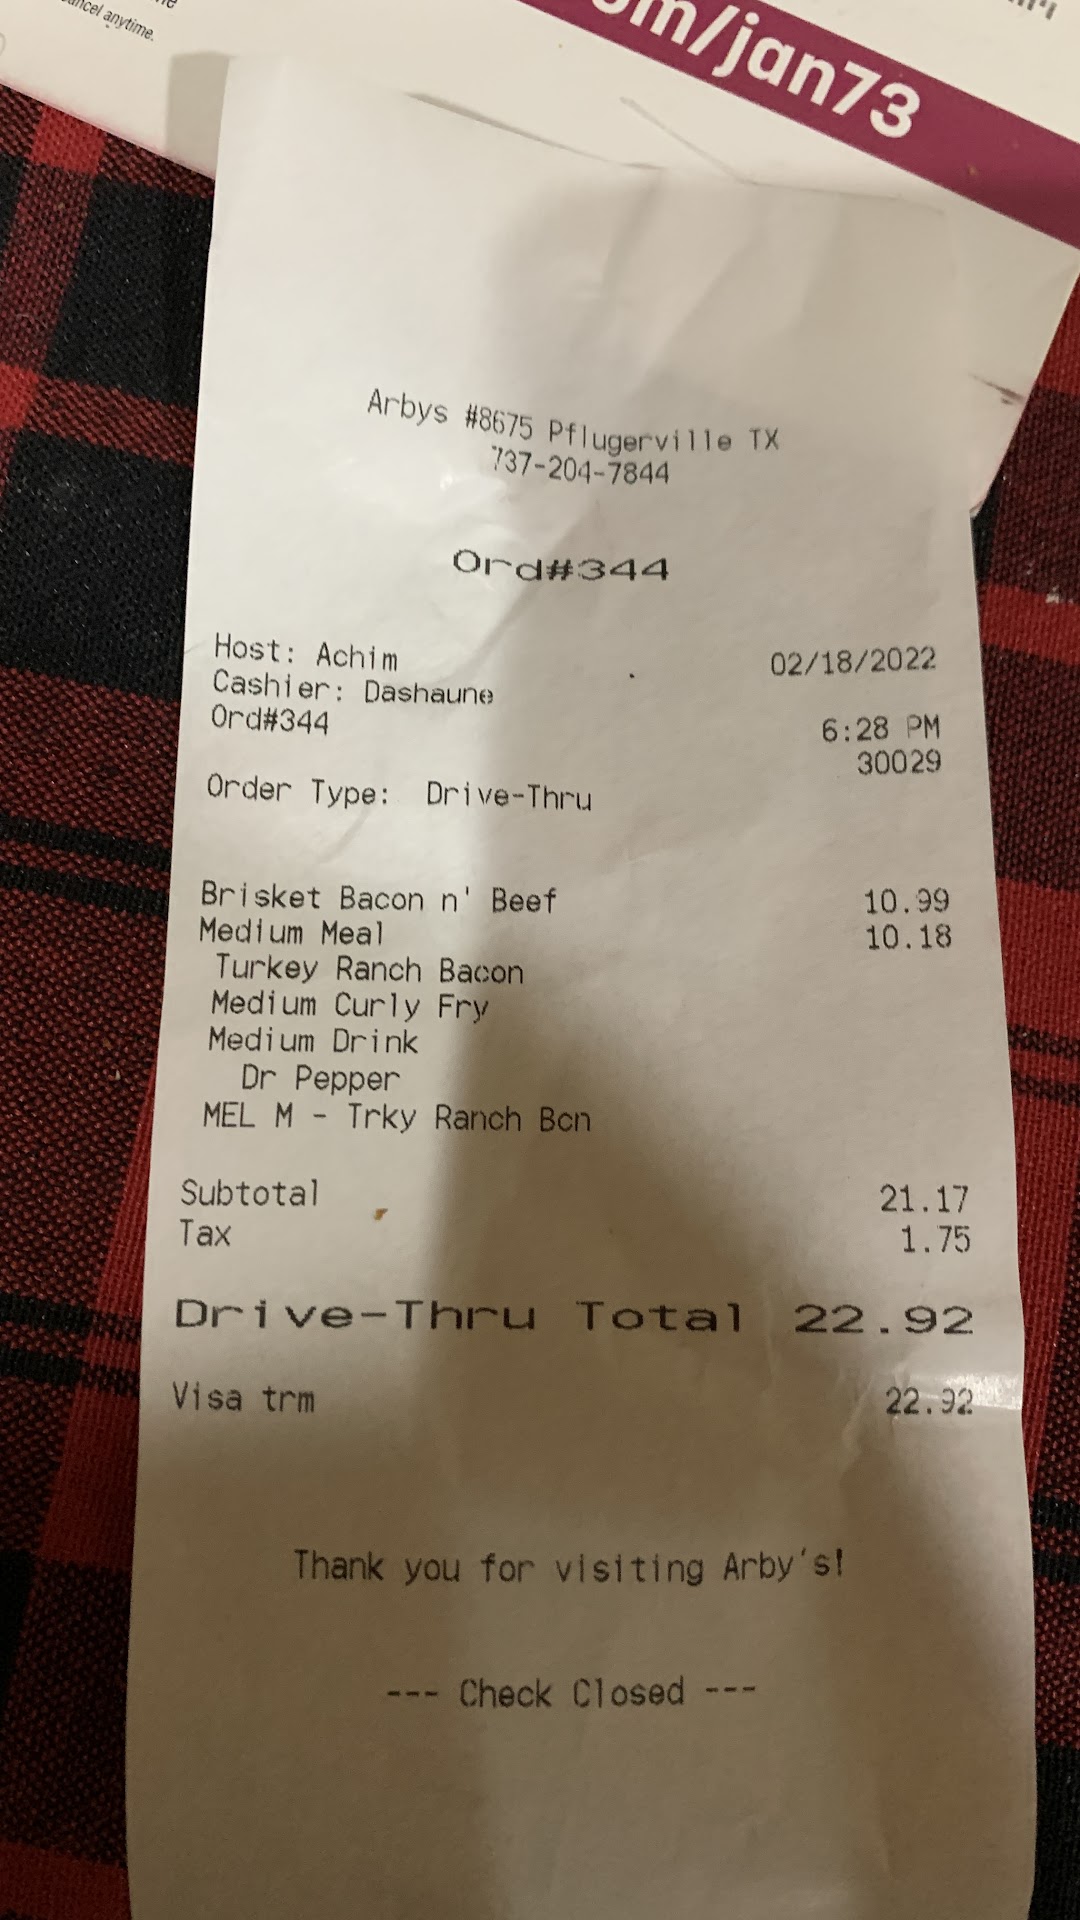 cancel anytime.
om/jan73
Arbys #8675 Pflugerville TX
737-204-7844
Ord#344
Host: Achim 02/18/2022
Cashier: Dashaune
Ord#344 6:28 PM
30029
Order Type: Drive-Thru
Brisket Bacon n' Beef 10.99
Medium Meal 10.18
Turkey Ranch Bacon
Medium Curly Fry
Medium Drink
Dr Pepper
MEL M - Trky Ranch Bcn
Subtotal 21.17
Tax 1.75
Drive-Thru Total 22.92
Visa trm 22.92
Thank you for visiting Arby's!
--- Check Closed ---